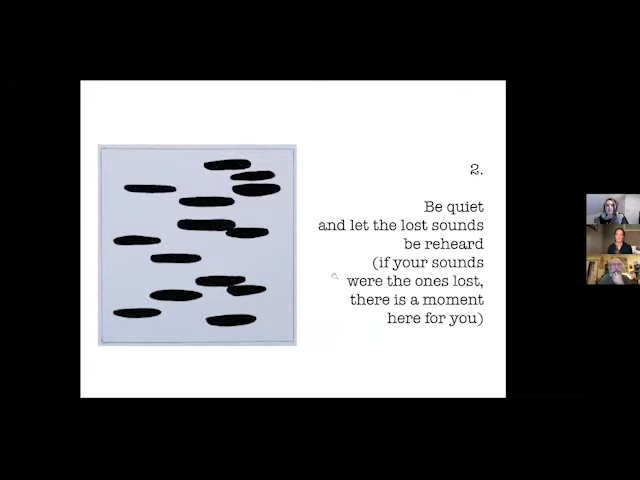 2.
Be quiet
and let the lost sounds
be reheard
(if your sounds
were the ones lost,
there is a moment
here for you)